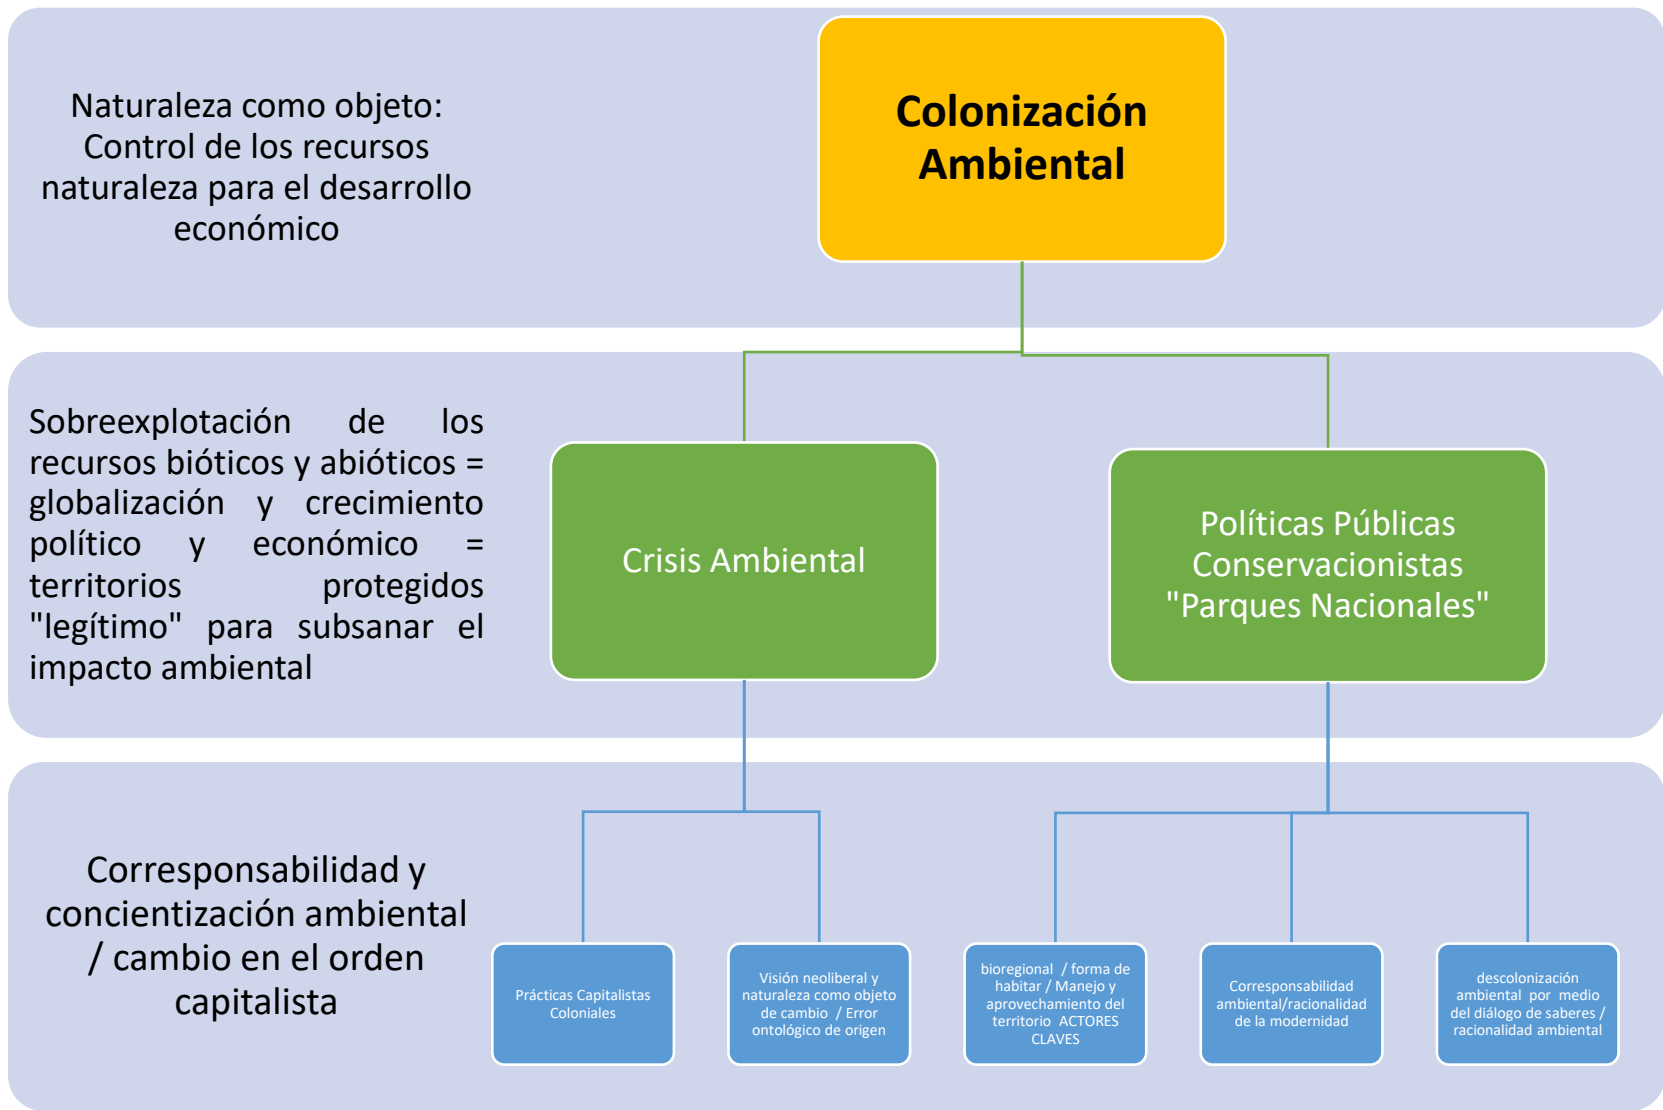 Naturaleza como objeto:
Control de los recursos
naturaleza para el desarrollo
económico
Colonización
Ambiental
Sobreexplotación de los
recursos bióticos y abióticos =
globalización y crecimiento
político y económico =
territorios protegidos
"legítimo" para subsanar el
impacto ambiental
Crisis Ambiental
Políticas Públicas
Conservacionistas
"Parques Nacionales"
Corresponsabilidad y
concientización ambiental
/ cambio en el orden
capitalista
Prácticas Capitalistas
Coloniales
Visión neoliberal y
naturaleza como objeto
de cambio / Error
ontológico de origen
bioregional / forma de
habitar / Manejo y
aprovechamiento del
territorio ACTORES
CLAVES
Corresponsabilidad
ambiental/racionalidad
de la modernidad
descolonización
ambiental por medio
del diálogo de saberes /
racionalidad ambiental